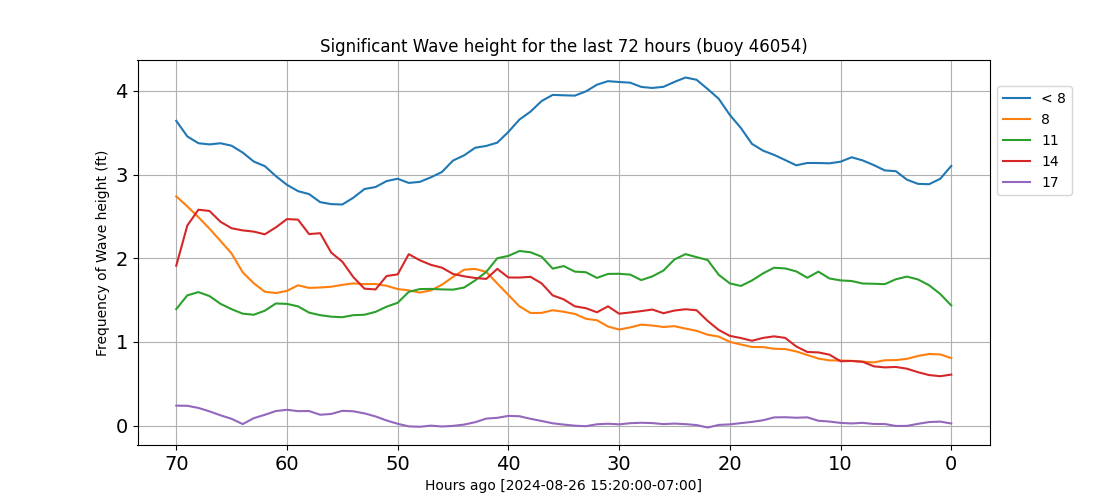 Significant Wave height for the last 72 hours (buoy 46054)
Frequency of Wave height (ft)
4
3
2
1
0
70 60 50 40 30 20 10 0
Hours ago [2024-08-26 15:20:00-07:00]
< 8
8
11
14
17